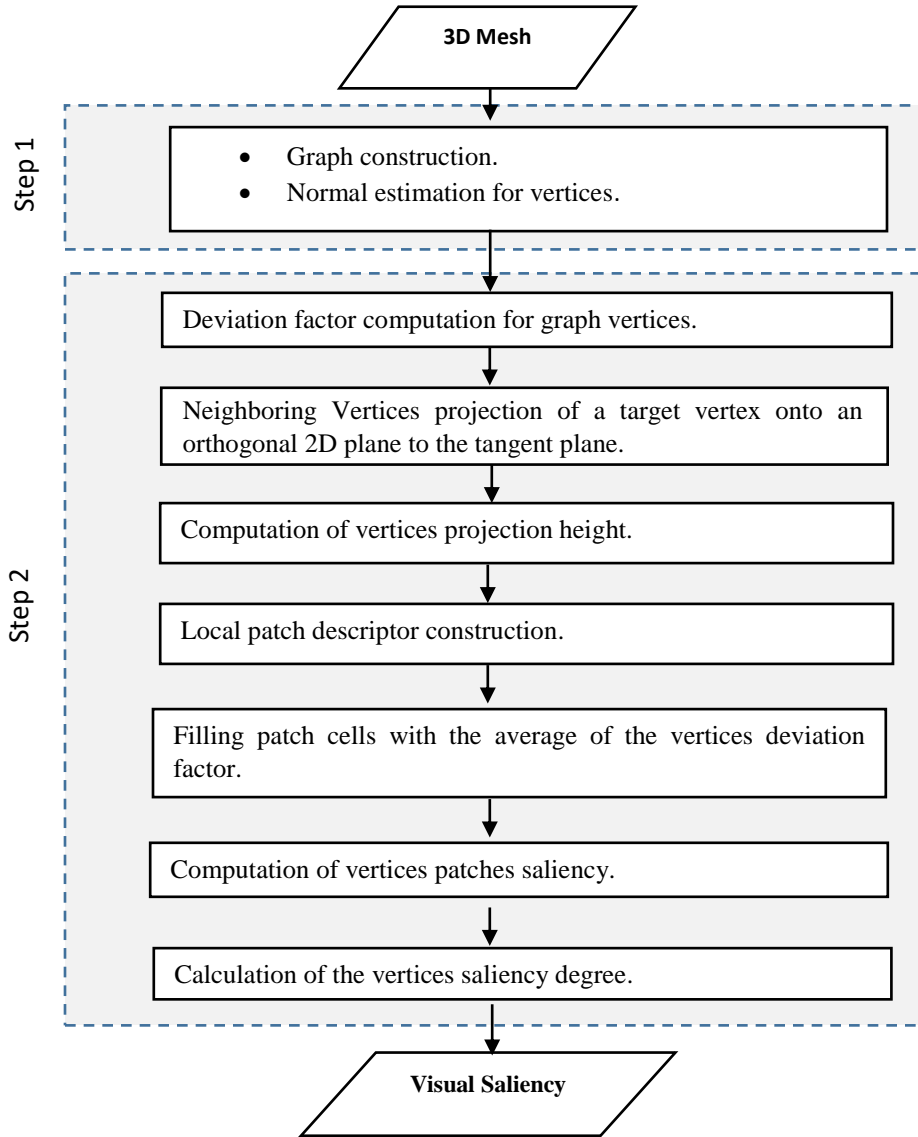 3D Mesh
Step 1
• Graph construction.
• Normal estimation for vertices.
Step 2
Deviation factor computation for graph vertices.
Neighboring Vertices projection of a target vertex onto an
orthogonal 2D plane to the tangent plane.
Computation of vertices projection height.
Local patch descriptor construction.
Filling patch cells with the average of the vertices deviation
factor.
Computation of vertices patches saliency.
Calculation of the vertices saliency degree.
Visual Saliency